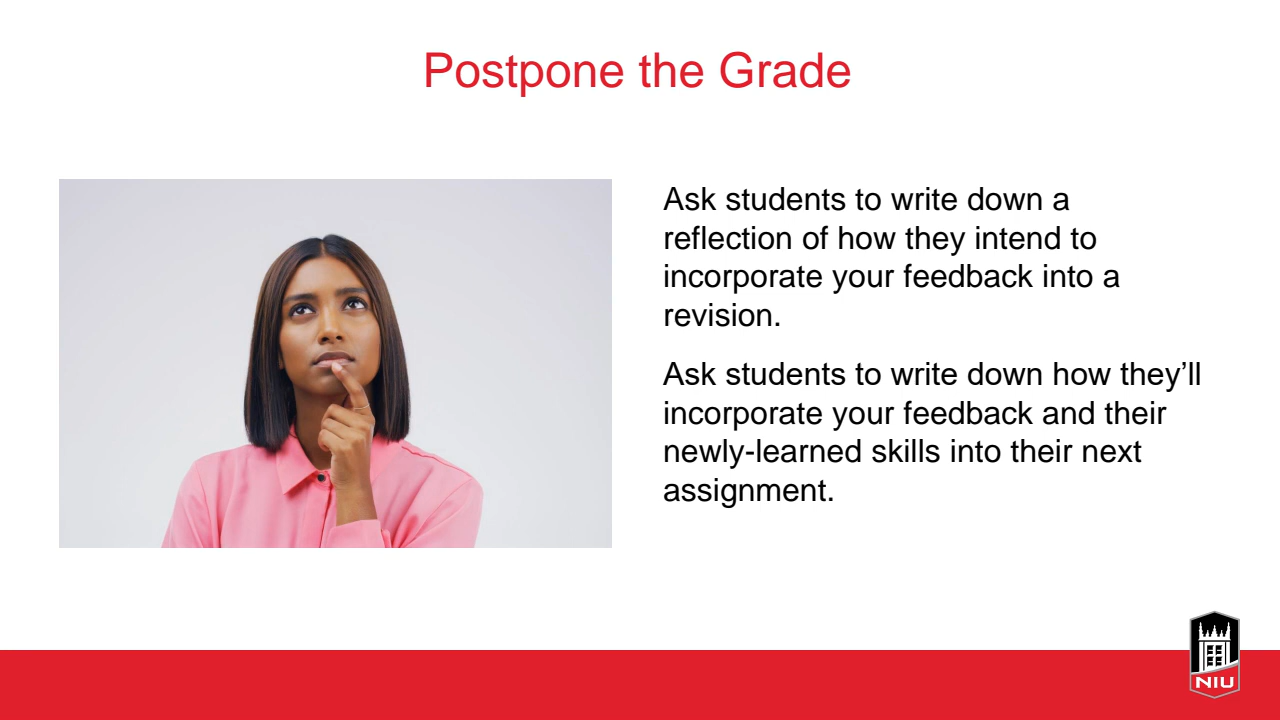 Postpone the Grade
Ask students to write down a
reflection of how they intend to
incorporate your feedback into a
revision.
Ask students to write down how they’ll
incorporate your feedback and their
newly-learned skills into their next
assignment.
NIU